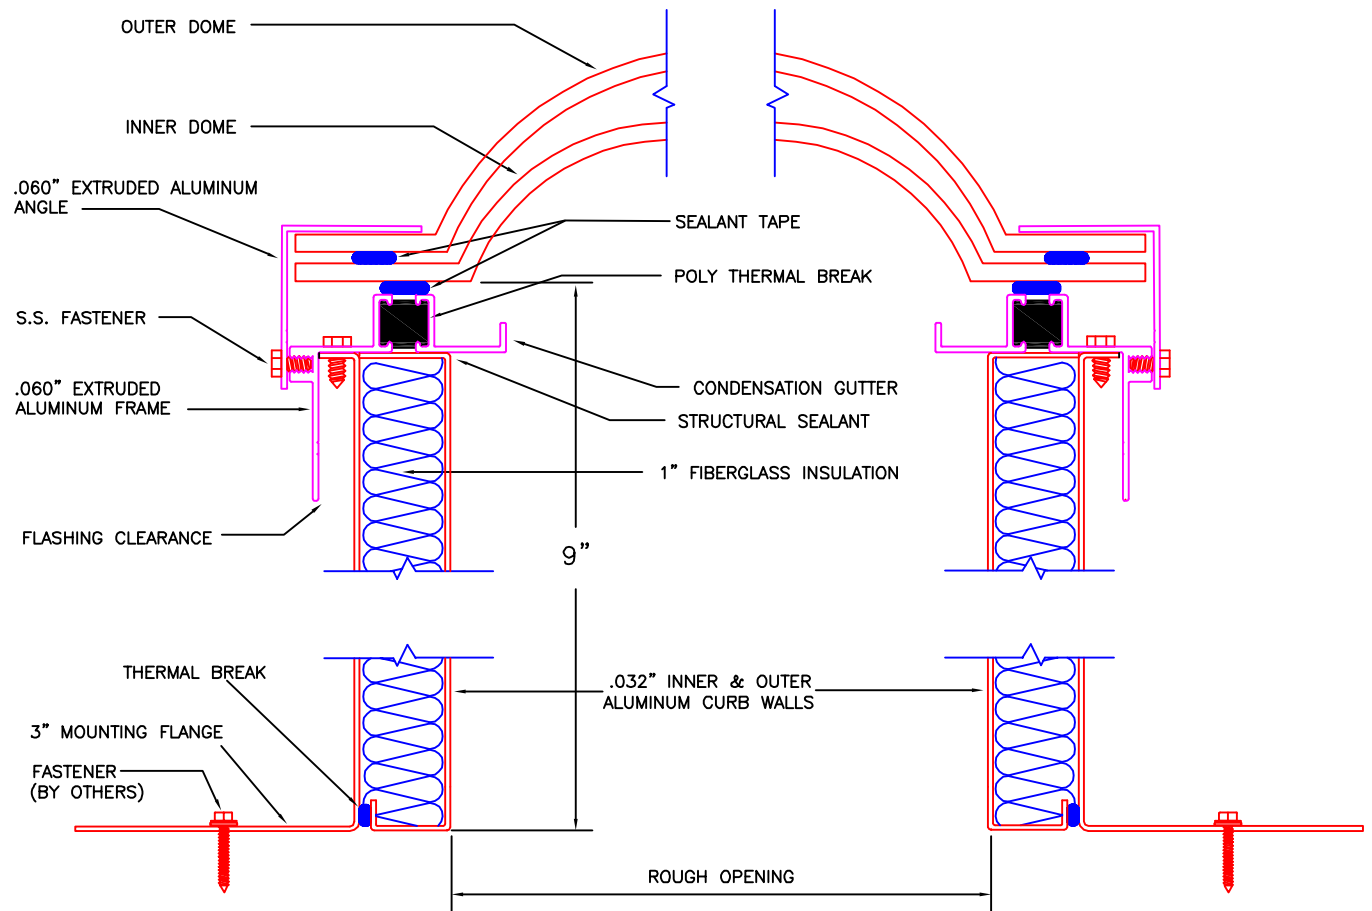 OUTER DOME
INNER DOME
.060" EXTRUDED ALUMINUM
ANGLE
SEALANT TAPE
POLY THERMAL BREAK
S.S. FASTENER
.060" EXTRUDED
ALUMINUM FRAME
CONDENSATION GUTTER
STRUCTURAL SEALANT
1" FIBERGLASS INSULATION
FLASHING CLEARANCE
9"
THERMAL BREAK
.032" INNER & OUTER
ALUMINUM CURB WALLS
3" MOUNTING FLANGE
FASTENER
(BY OTHERS)
ROUGH OPENING